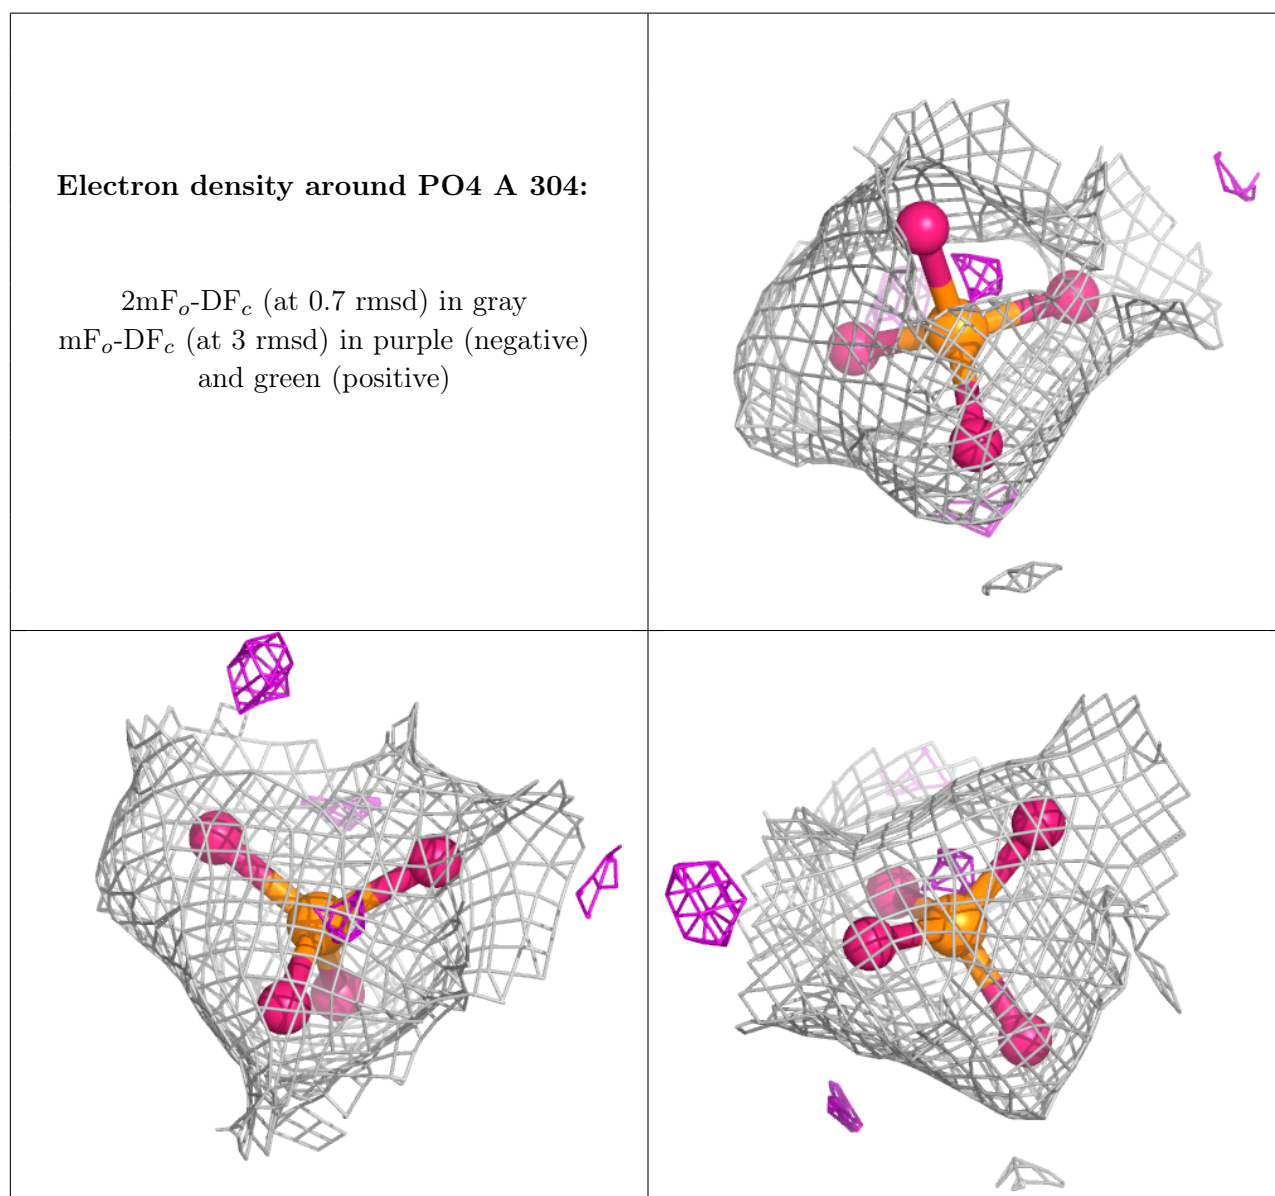 Electron density around PO4 A 304:
2mFo-DFc (at 0.7 rmsd) in gray
mFo-DFc (at 3 rmsd) in purple (negative)
and green (positive)